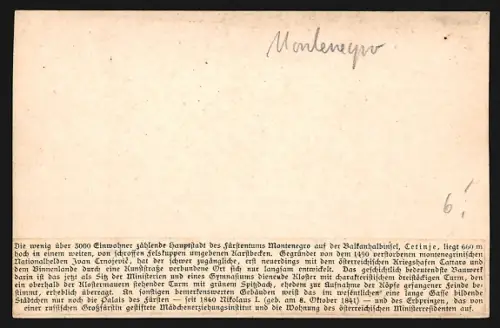 Montenegro
6!
Die wenig über 3000 Einwohner zählende Hauptstadt des Fürstentums Montenegro auf der Balkanhalbinsel, Cetinje, liegt 660 m
hoch in einem weiten, von schroffen Felskuppen umgebenen Karstbecken. Gegründet von dem 1490 verstorbenen montenegrinischen
Nationalhelden Ivan Crnojević, hat der schwer zugängliche, erst neuerdings mit dem österreichischen Kriegshafen Cattaro und
dem Binnenlande durch eine Kunststraße verbundene Ort sich nur langsam entwickelt. Das geschichtlich bedeutendste Bauwerk
darin ist das jetzt als Sitz der Ministerien und eines Gymnasiums dienende Kloster mit charakteristischem dreistöckigen Turm, den
ein oberhalb der Klostermauern stehender Turm mit grünem Spitzdach, ehedem zur Aufnahme der Köpfe gefangener Feinde be-
stimmt, erheblich überragt. An sonstigen bemerkenswerten Gebäuden weist das im wesentlichen eine lange Gasse bildende
Städtchen nur noch die Palais des Fürsten — seit 1860 Nikolaus I. (geb. am 8. Oktober 1841) — und des Erbprinzen, das von
einer russischen Großfürstin gestiftete Mädchenerziehungsinstitut und die Wohnung des österreichischen Ministerresidenten auf.